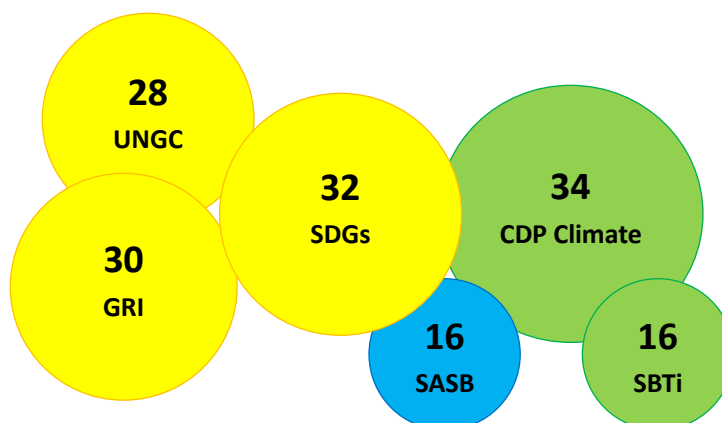 28
UNGC
30
GRI
32
SDGs
34
CDP Climate
16
SASB
16
SBTi